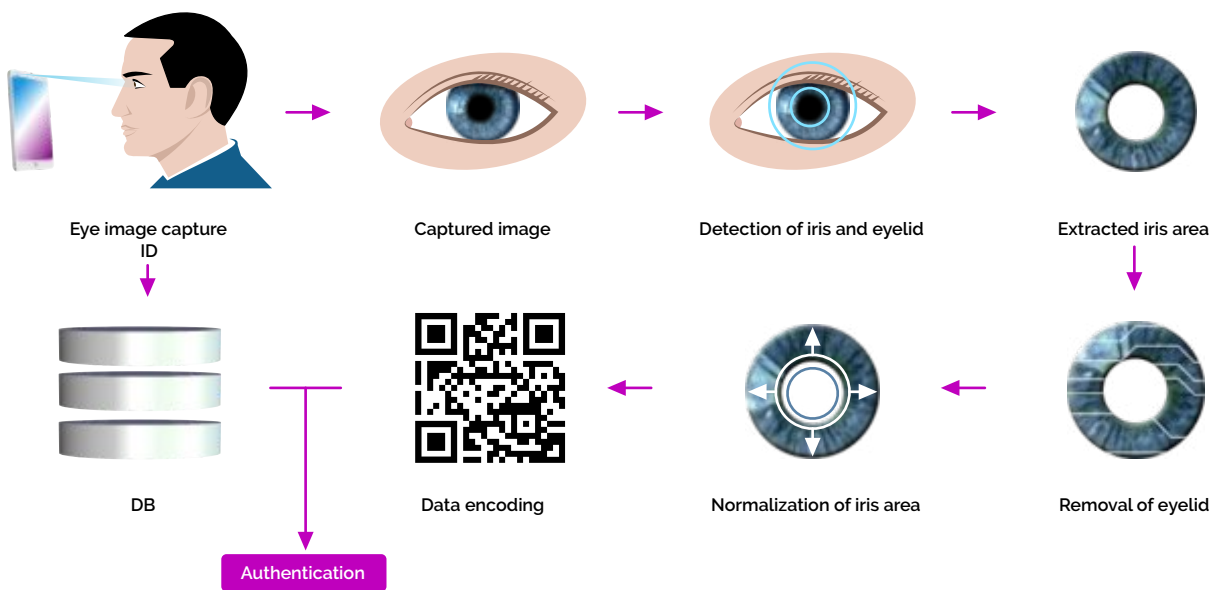 Eye image capture
ID
Captured image
Detection of iris and eyelid
Extracted iris area
DB
Data encoding
Normalization of iris area
Removal of eyelid
Authentication